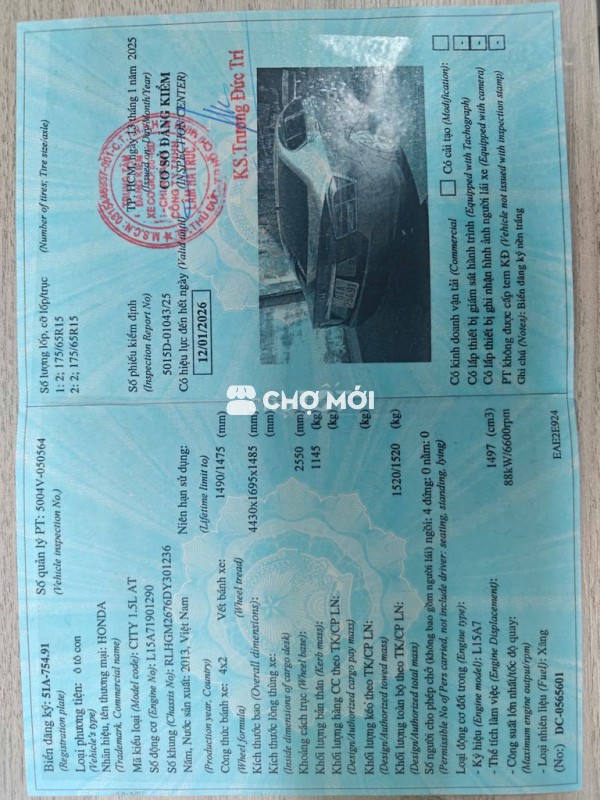 Biển đăng ký: 51A-754.91
(Registration plate)
Số quản lý PT: 5004V-050564
(Vehicle inspection No.)
Loại phương tiện: ô tô con
(Vehicle's type)
Nhãn hiệu, tên thương mại: HONDA
(Trademark, Commercial name)
Mã kiểu loại (Model code): CITY 1.5L AT
Số động cơ (Engine No): L15A71901290
Số khung (Chassis No): RLHGM2676DY301236
Năm, Nước sản xuất: 2013, Việt Nam
Niên hạn sử dụng:
(Production year, Country)
(Lifetime limit to)
Công thức bánh xe: 4x2
Vết bánh xe:
1490/1475 (mm)
(Wheel formula)
(Wheel tread)
Kích thước bao (Overall dimensions):
4430x1695x1485 (mm)
Kích thước lòng thùng xe:
(mm)
(Inside dimensions of cargo desk)
Khoảng cách trục (Wheel base):
2550 (mm)
Khối lượng bản thân (Kerb mass):
1145 (kg)
Khối lượng hàng CC theo TK/CP LN:
(kg)
(Design/Authorized cargo pay mass)
Khối lượng kéo theo TK/CP LN:
(kg)
(Design/Authorized towed mass)
Khối lượng toàn bộ theo TK/CP LN:
1520/1520 (kg)
(Design/Authorized total mass)
Số người cho phép chở (không bao gồm người lái) ngồi: 4 đứng: 0 nằm: 0
(Permissible No of Pers carried, not include driver: seating, standing, lying)
Loại động cơ đốt trong (Engine type):
- Ký hiệu (Engine model): L15A7
- Thể tích làm việc (Engine Displacement):
1497 (cm3)
- Công suất lớn nhất/tốc độ quay:
88kW/6600rpm
(Maximum engine output/rpm)
- Loại nhiên liệu (Fuel): Xăng
(No:) DC-0565601
EAE2E924
Số lượng lốp, cỡ lốp/trục
(Number of tires; Tire size/axle)
1: 2; 175/65R15
2: 2; 175/65R15
Số phiếu kiểm định
(Inspection Report No)
5015D-01043/25
Có hiệu lực đến hết ngày (Valid until)
12/01/2026
TP. HCM, ngày 13 tháng 1 năm 2025
(Issued on: Day/Month/Year)
CƠ SỞ ĐĂNG KIỂM
(INSPECTION CENTER)
KS.Trương Đức Trí
Có kinh doanh vận tải (Commercial
Có cải tạo (Modification):
Có lắp thiết bị giám sát hành trình (Equipped with Tachograph)
Có lắp thiết bị ghi nhận hình ảnh người lái xe (Equipped with camera)
PT không được cấp tem KĐ (Vehicle not issued with inspection stamp)
Ghi chú (Notes): Biển đăng ký nền trắng
CHỢ MỚI